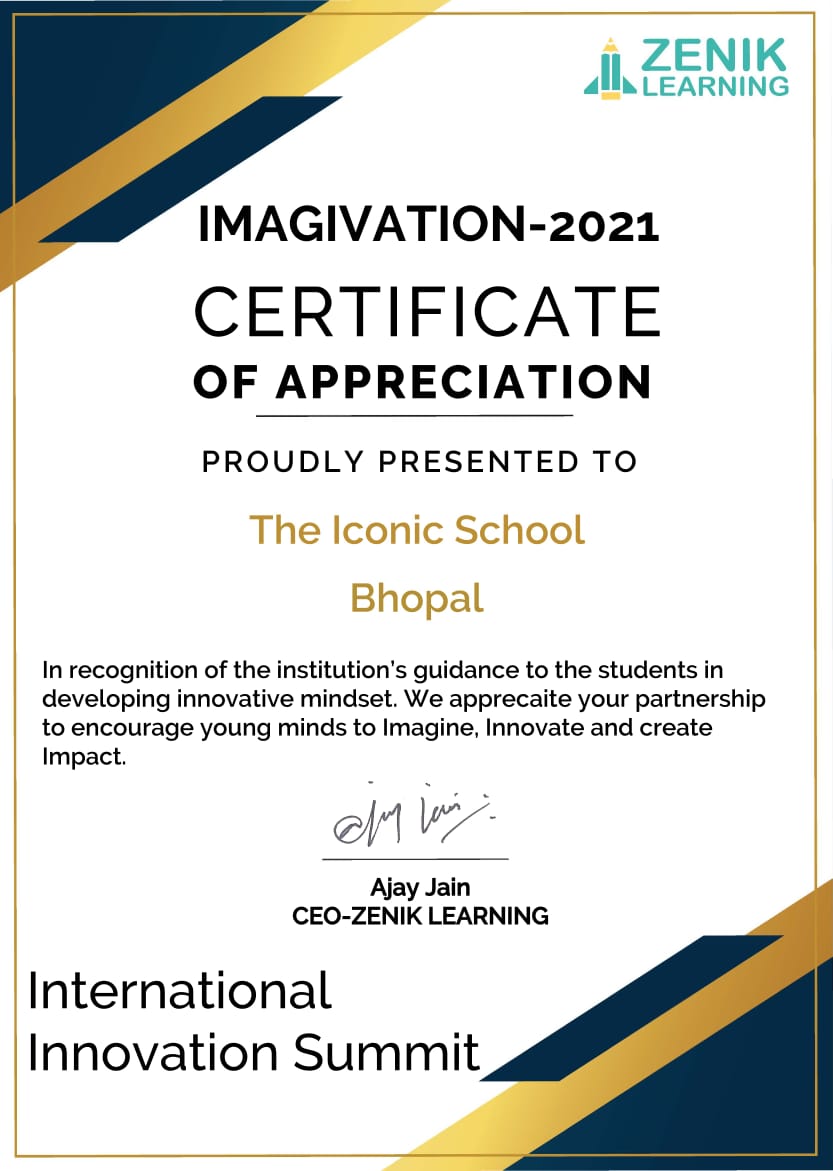 ZENIK
LEARNING
IMAGIVATION-2021
CERTIFICATE
OF APPRECIATION
PROUDLY PRESENTED TO
The Iconic School
Bhopal
In recognition of the institution's guidance to the students in
developing innovative mindset. We apprecaite your partnership
to encourage young minds to Imagine, Innovate and create
Impact.
Ajay Jain
Ajay Jain
CEO-ZENIK LEARNING
International
Innovation Summit